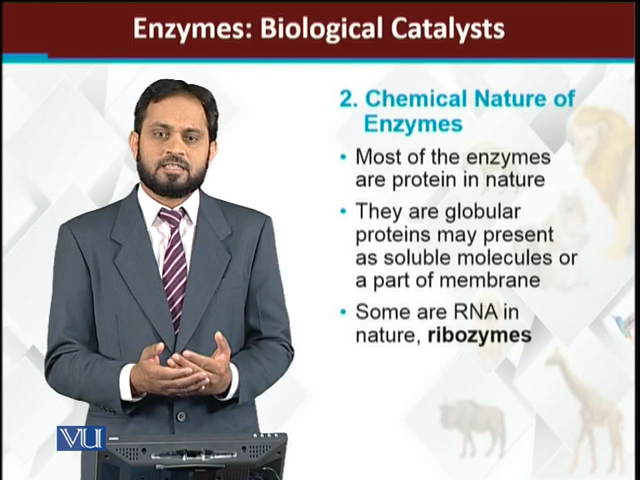 Enzymes: Biological Catalysts
2. Chemical Nature of
Enzymes
• Most of the enzymes
are protein in nature
• They are globular
proteins may present
as soluble molecules or
a part of membrane
• Some are RNA in
nature, ribozymes
VU